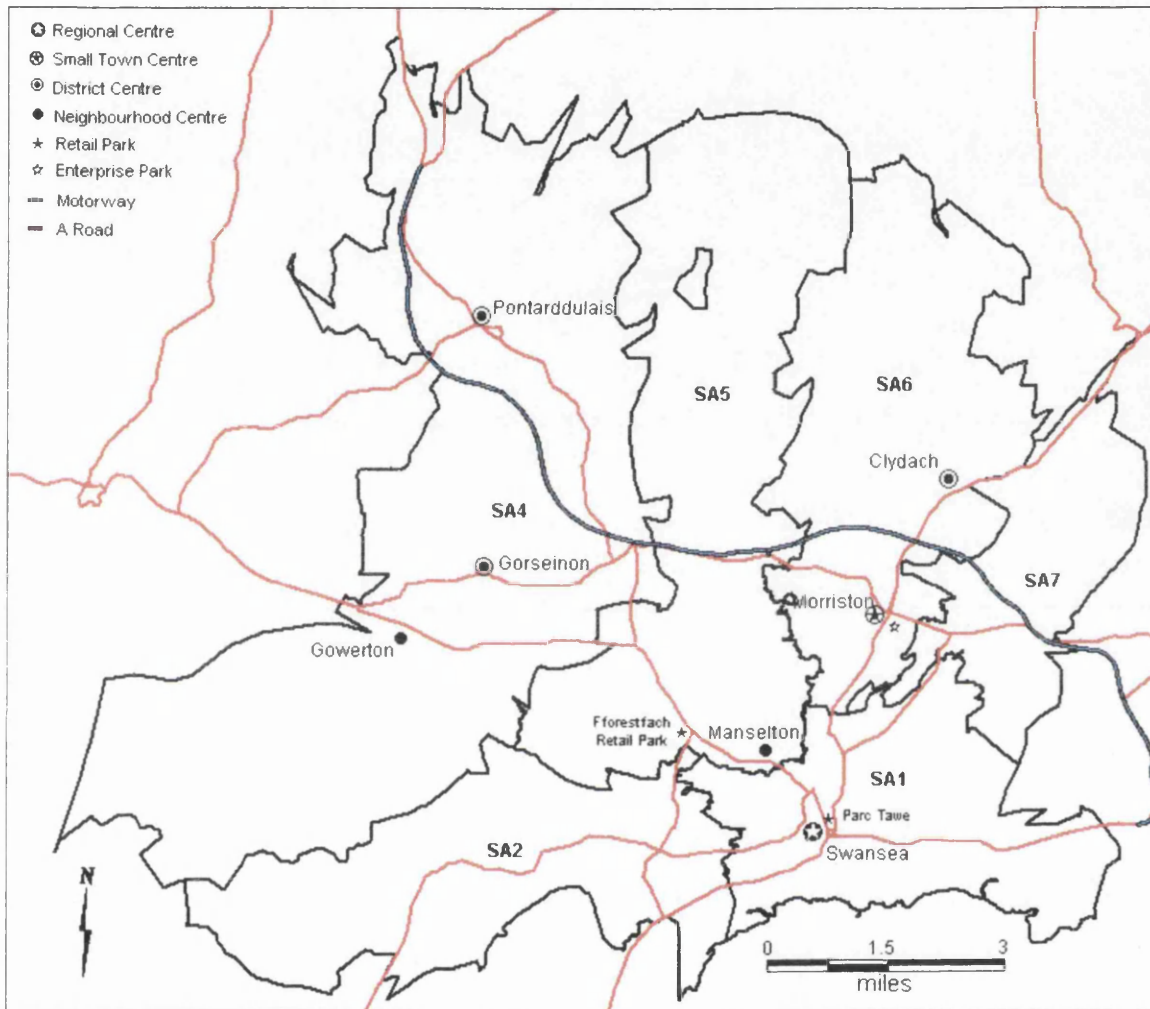 Regional Centre
Small Town Centre
District Centre
Neighbourhood Centre
Retail Park
Enterprise Park
Motorway
A Road
Pontarddulais
SA5
SA6
Clydach
SA4
Gorseinon
SA7
Morriston
Gowerton
Fforestfach
Retail Park
Manselton
SA1
Parc Tawe
SA2
Swansea
N
0 1.5 3
miles